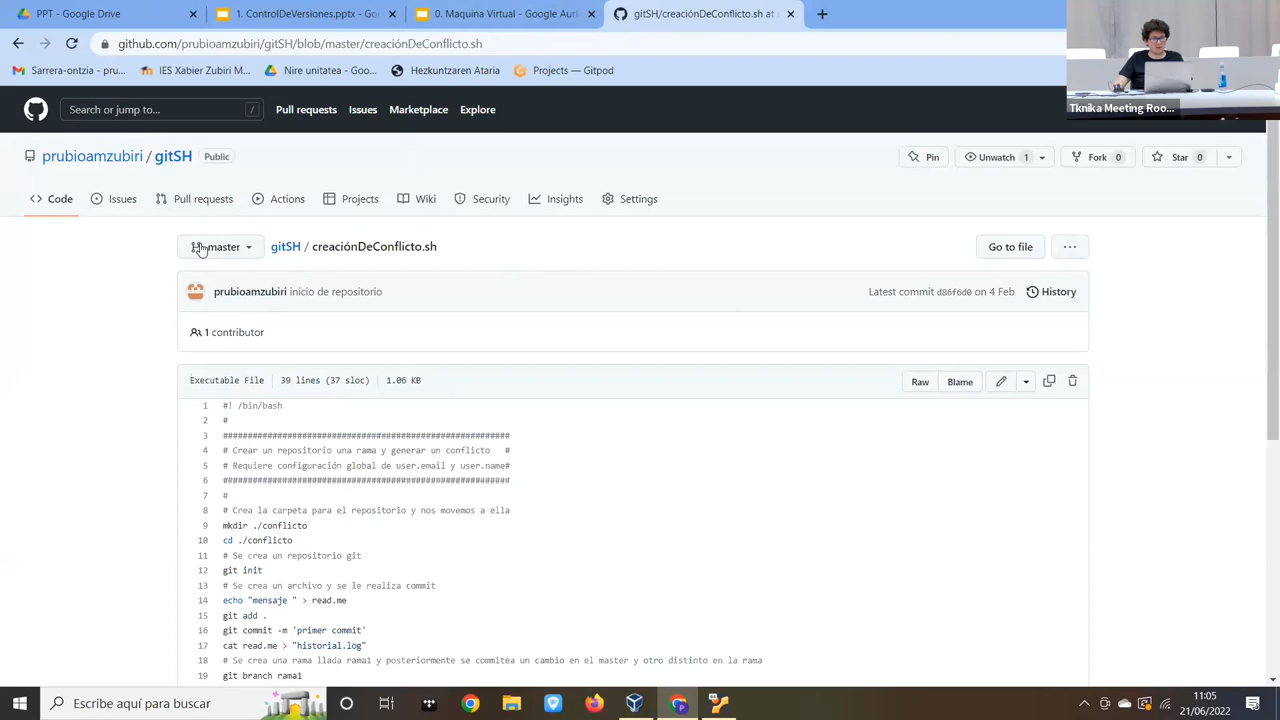 PPT - Google Drive
1. ControlDeVersiones - Google
0. Maquina Virtual - Google Aurk
gitSH/creaciónDeConflicto.sh at
github.com/prubioamzubiri/gitSH/blob/master/creaciónDeConflicto.sh
Sarrera-ontzia - pru... IES Xabier Zubiri M... Nire unitatea - Goo... Hezkuntzaren Ataria Projects — Gitpod
Tknika Meeting Roo...
Search or jump to... / Pull requests Issues Marketplace Explore
prubioamzubiri / gitSH Public Pin Unwatch 1 Fork 0 Star 0
Code Issues Pull requests Actions Projects Wiki Security Insights Settings
master gitSH / creaciónDeConflicto.sh Go to file ...
prubioamzubiri inicio de repositorio Latest commit d86f6d0 on 4 Feb History
1 contributor
Executable File 39 lines (37 sloc) 1.06 KB Raw Blame
1 #! /bin/bash
2 #
3 ##########################################################
4 # Crear un repositorio una rama y generar un conflicto #
5 # Requiere configuración global de user.email y user.name#
6 ##########################################################
7 #
8 # Crea la carpeta para el repositorio y nos movemos a ella
9 mkdir ./conflicto
10 cd ./conflicto
11 # Se crea un repositorio git
12 git init
13 # Se crea un archivo y se le realiza commit
14 echo "mensaje " > read.me
15 git add .
16 git commit -m 'primer commit'
17 cat read.me > "historial.log"
18 # Se crea una rama llada rama1 y posteriormente se commitea un cambio en el master y otro distinto en la rama
19 git branch rama1
Escribe aquí para buscar
11:05
21/06/2022